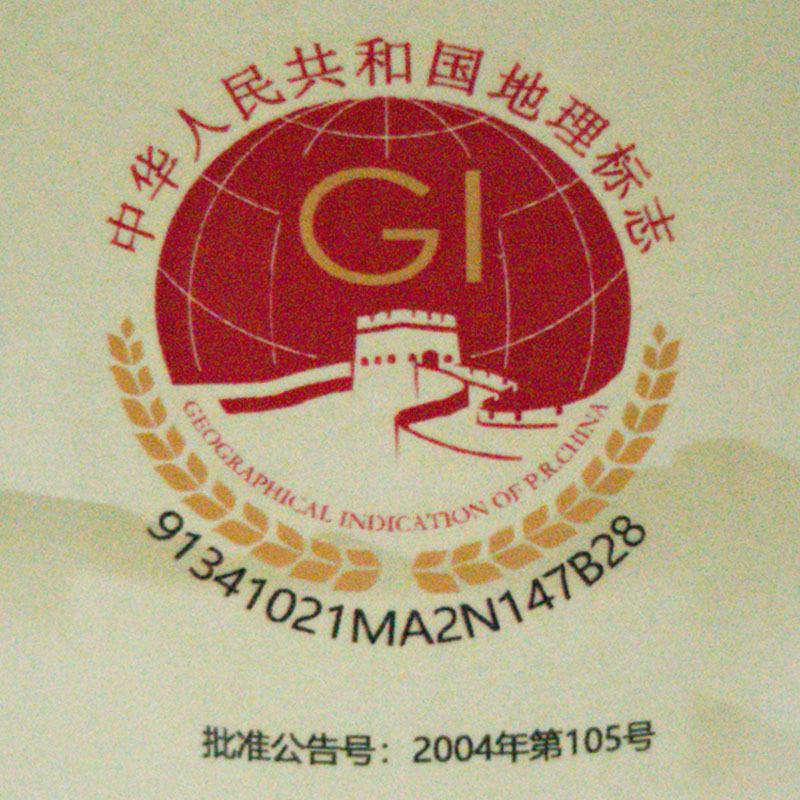 中华人民共和国地理标志
GI
GEOGRAPHICAL INDICATION OF P.R.CHINA
91341021MA2N147B28
批准公告号：2004年第105号